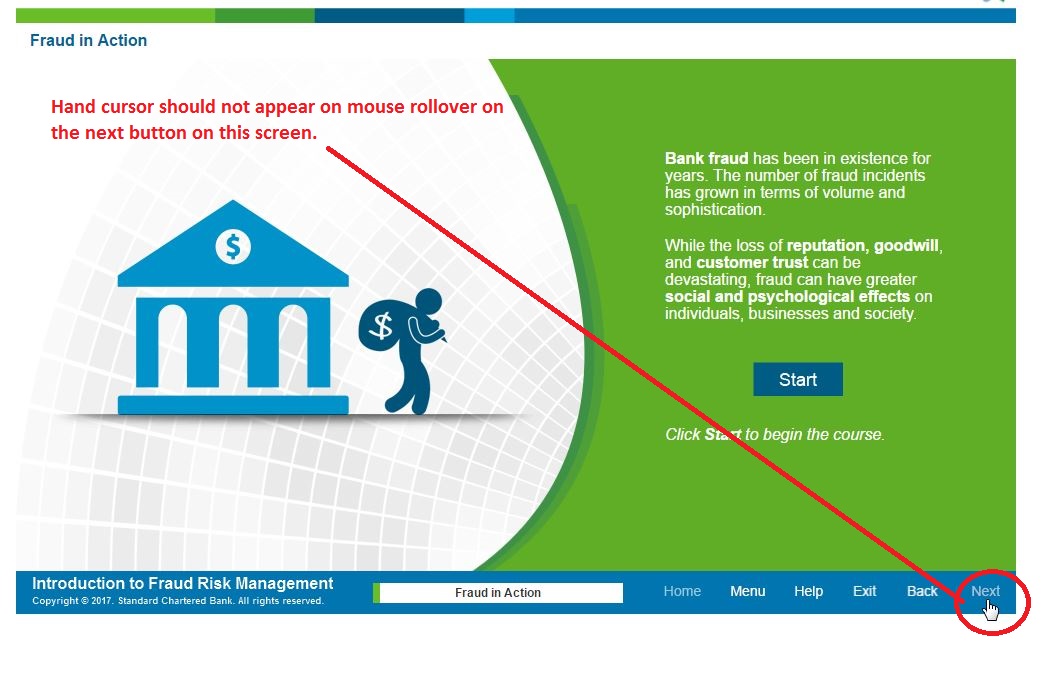 Fraud in Action
Hand cursor should not appear on mouse rollover on
the next button on this screen.
$
$
Bank fraud has been in existence for
years. The number of fraud incidents
has grown in terms of volume and
sophistication.
While the loss of reputation, goodwill,
and customer trust can be
devastating, fraud can have greater
social and psychological effects on
individuals, businesses and society.
Start
Click Start to begin the course.
Introduction to Fraud Risk Management
Copyright © 2017. Standard Chartered Bank. All rights reserved.
Fraud in Action
Home Menu Help Exit Back Next